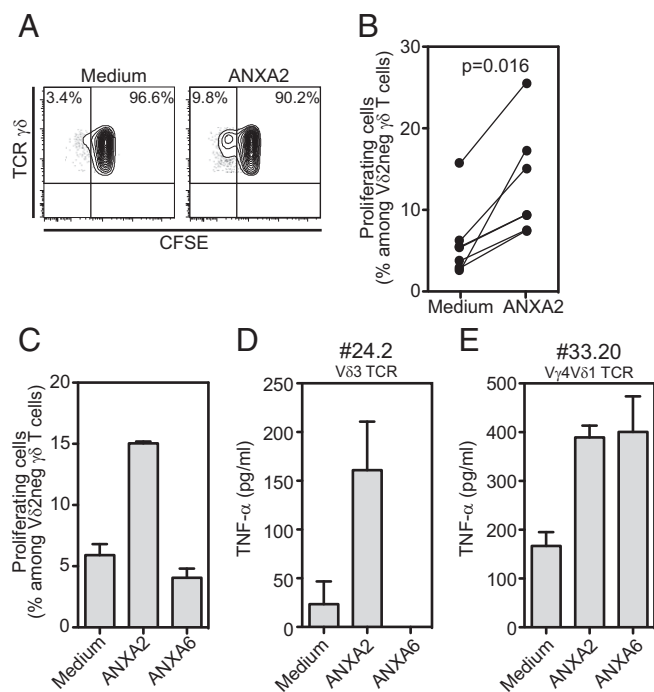 A
Medium
ANXA2
3.4%
96.6%
9.8%
90.2%
TCR γδ
CFSE
B
30
20
10
0
p=0.016
Proliferating cells
(% among Vδ2neg γδ T cells)
Medium
ANXA2
C
20
15
10
5
0
Proliferating cells
(% among Vδ2neg γδ T cells)
Medium
ANXA2
ANXA6
D
#24.2
Vδ3 TCR
250
200
150
100
50
0
TNF-α (pg/ml)
Medium
ANXA2
ANXA6
E
#33.20
Vγ4Vδ1 TCR
500
400
300
200
100
0
TNF-α (pg/ml)
Medium
ANXA2
ANXA6